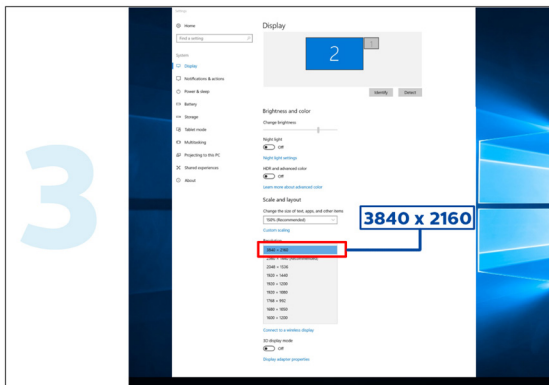 3
Home
Find a setting
System
Display
Notifications & actions
Power & sleep
Battery
Storage
Tablet mode
Multitasking
Projecting to this PC
Shared experiences
About
Display
2
1
Identify
Detect
Brightness and color
Change brightness
Night light
Off
Night light settings
HDR and advanced color
Off
Learn more about advanced color
Scale and layout
Change the size of text, apps, and other items
100% (Recommended)
Custom scaling
Resolution
3840 × 2160
(Recommended)
2048 × 1536
1920 × 1440
1920 × 1200
1920 × 1080
1680 × 1050
1600 × 1200
Connect to a wireless display
3D display mode
Off
Display adapter properties
3840 x 2160